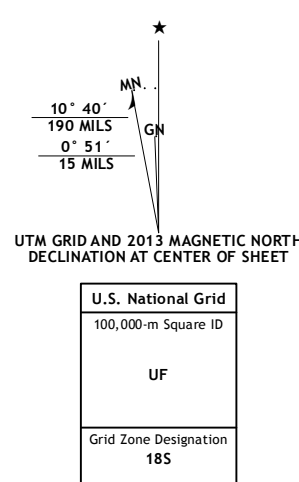 ★
MN
10° 40´
190 MILS
GN
0° 51´
15 MILS
UTM GRID AND 2013 MAGNETIC NORTH
DECLINATION AT CENTER OF SHEET
U.S. National Grid
100,000-m Square ID
UF
Grid Zone Designation
18S